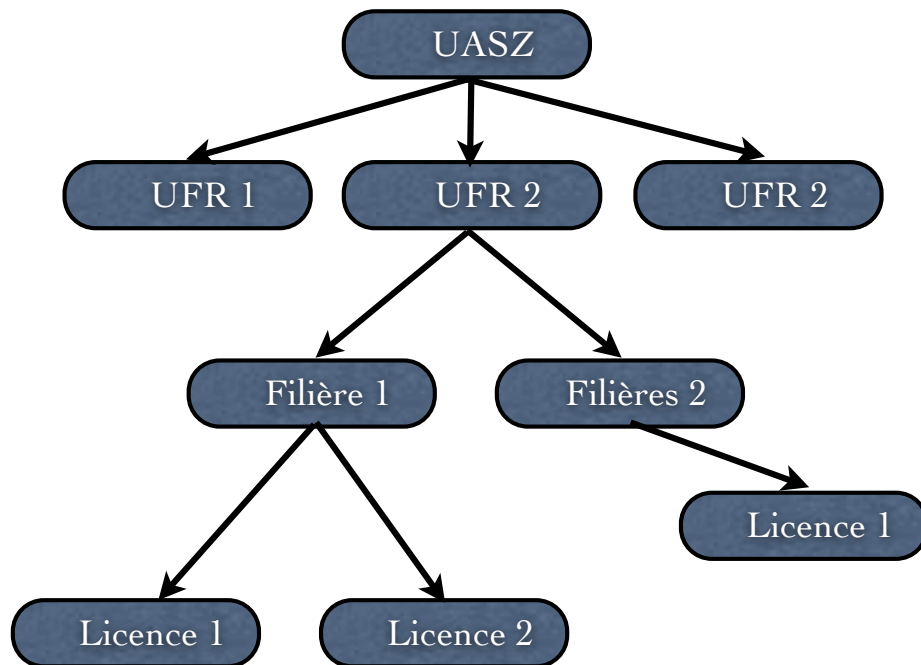 UASZ
UFR 1
UFR 2
UFR 2
Filière 1
Filières 2
Licence 1
Licence 1
Licence 2